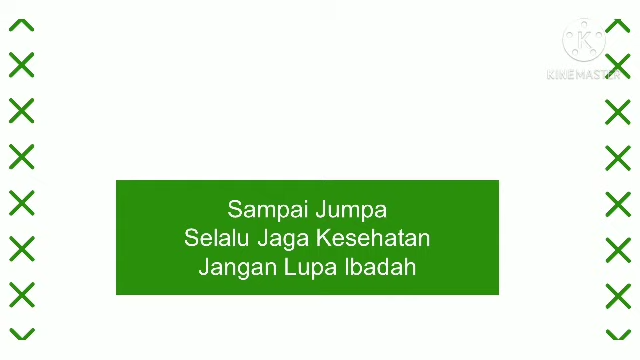 KINEMASTER
Sampai Jumpa
Selalu Jaga Kesehatan
Jangan Lupa Ibadah